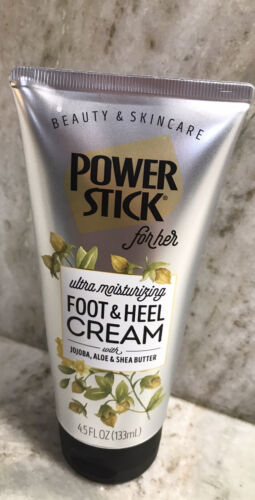 BEAUTY & SKINCARE
POWER
STICK®
for her
ultra moisturizing
FOOT & HEEL
CREAM
with
JOJOBA, ALOE & SHEA BUTTER
4.5 FL OZ (133mL)